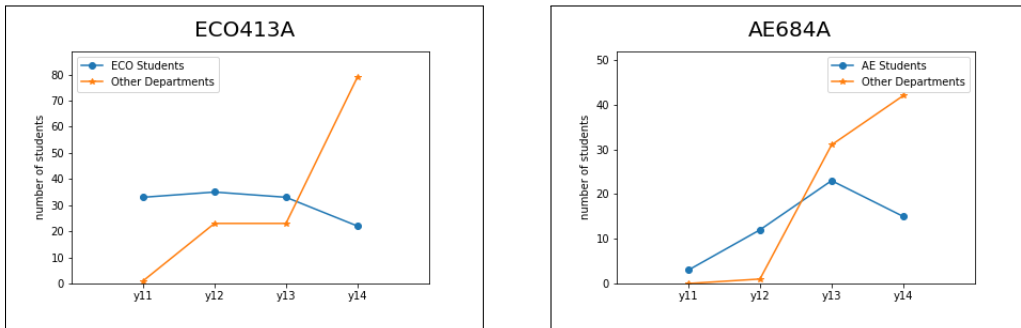 ECO413A
ECO Students
Other Departments
number of students
80
70
60
50
40
30
20
10
0
y11 y12 y13 y14
AE684A
AE Students
Other Departments
number of students
50
40
30
20
10
0
y11 y12 y13 y14